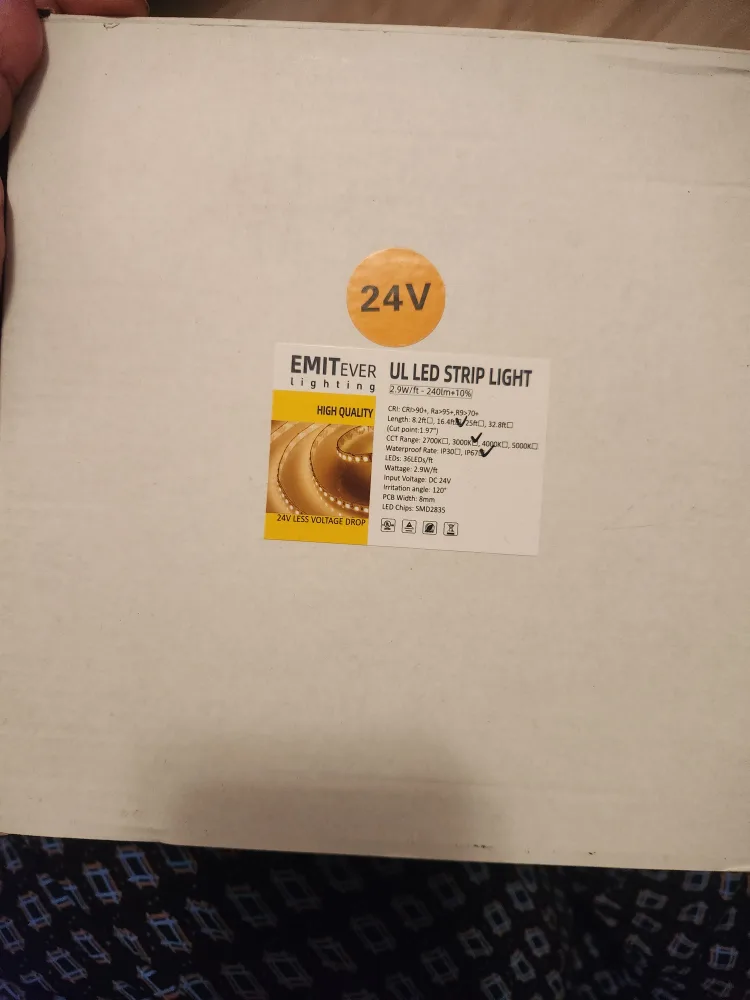 24V
EMITEVER
lighting
HIGH QUALITY
24V LESS VOLTAGE DROP
UL LED STRIP LIGHT
2.9W/ft - 240lm+10%
CRI: CRI>90+, Ra>95+,R9>70+
Length: 8.2ft□, 16.4ft☑ 25ft□, 32.8ft□
(Cut point:1.97")
CCT Range: 2700K□, 3000K☑, 4000K□, 5000K□
Waterproof Rate: IP30□, IP67☑
LEDs: 36LEDs/ft
Wattage: 2.9W/ft
Input Voltage: DC 24V
Irritation angle: 120°
PCB Width: 8mm
LED Chips: SMD2835